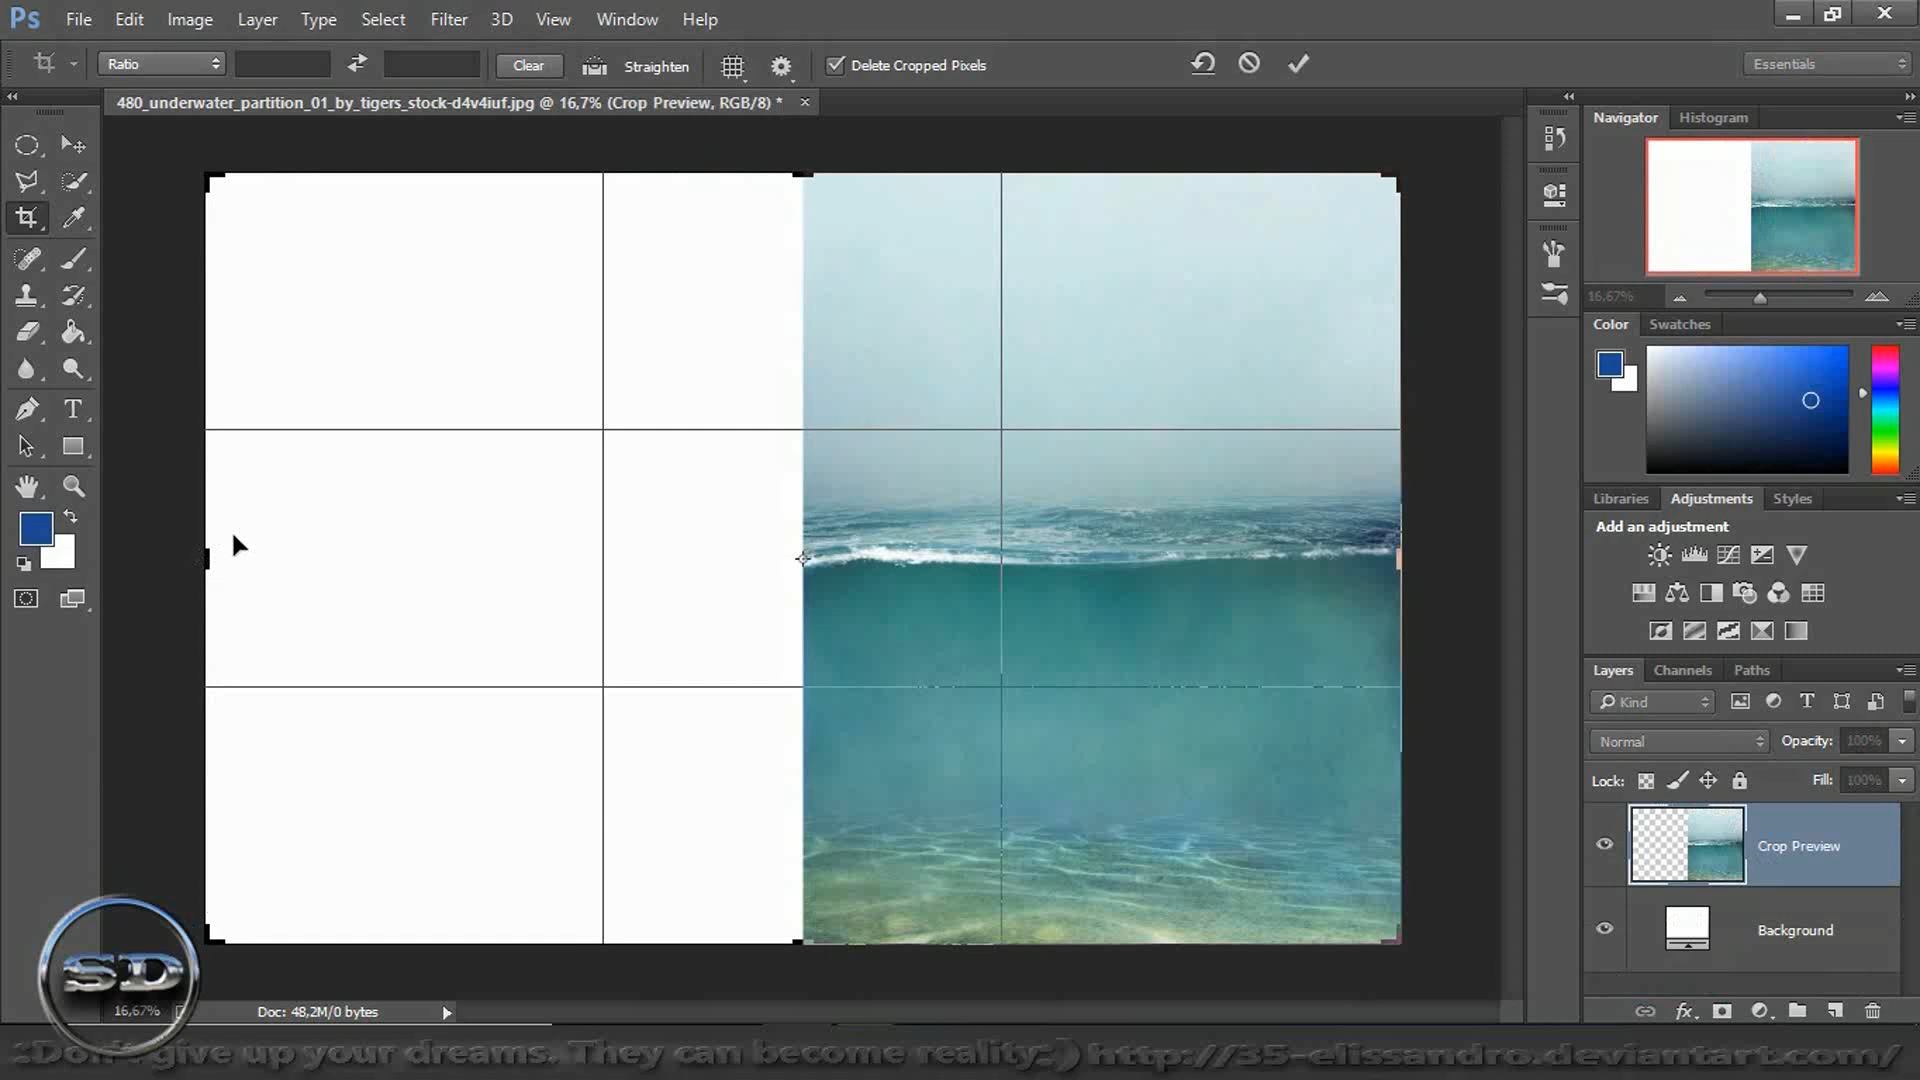 Ps File Edit Image Layer Type Select Filter 3D View Window Help
Ratio Clear Straighten Delete Cropped Pixels Essentials
480_underwater_partition_01_by_tigers_stock-d4v4iuf.jpg @ 16,7% (Crop Preview, RGB/8) *
Navigator Histogram
16,67%
Color Swatches
Libraries Adjustments Styles
Add an adjustment
Layers Channels Paths
Kind
Normal Opacity: 100%
Lock: Fill: 100%
Crop Preview
Background
SD
16,67% Doc: 48,2M/0 bytes
:Don't give up your dreams. They can become reality:) http://35-elissandro.deviantart.com/